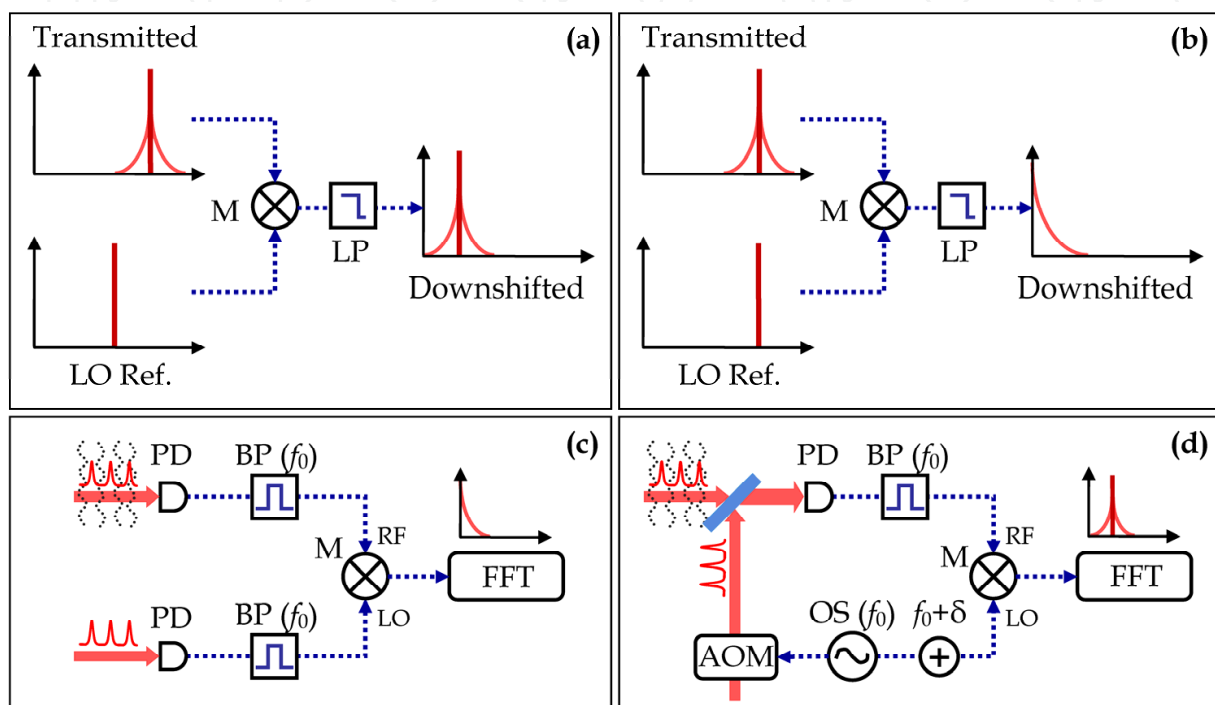 (a)
Transmitted
M
LP
Downshifted
LO Ref.
(b)
Transmitted
M
LP
Downshifted
LO Ref.
(c)
PD
BP (f₀)
M
RF
FFT
LO
PD
BP (f₀)
(d)
PD
BP (f₀)
M
RF
FFT
LO
OS (f₀)
f₀+δ
AOM